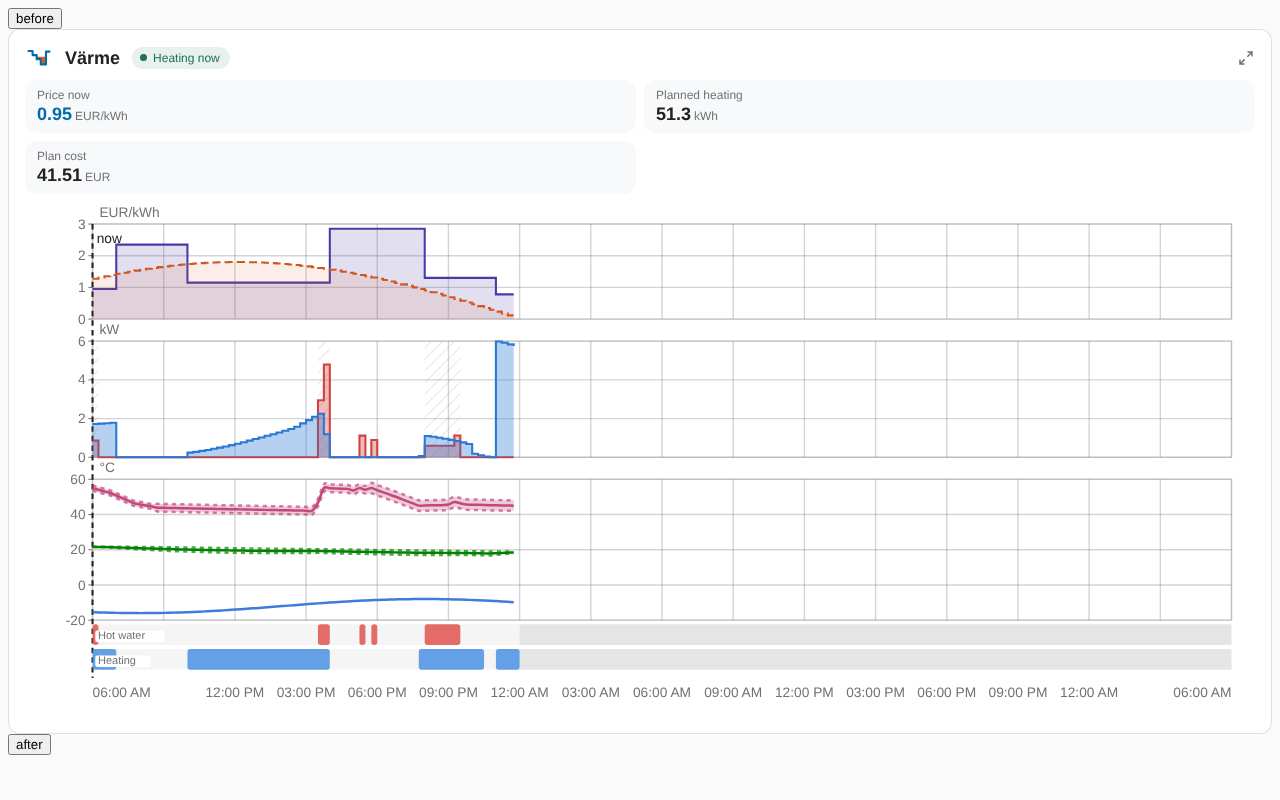 before
Värme
Heating now
Price now
0.95 EUR/kWh
Planned heating
51.3 kWh
Plan cost
41.51 EUR
EUR/kWh
3
now
2
1
0
kW
6
4
2
0
°C
60
40
20
0
-20
Hot water
Heating
06:00 AM 12:00 PM 03:00 PM 06:00 PM 09:00 PM 12:00 AM 03:00 AM 06:00 AM 09:00 AM 12:00 PM 03:00 PM 06:00 PM 09:00 PM 12:00 AM 06:00 AM
after